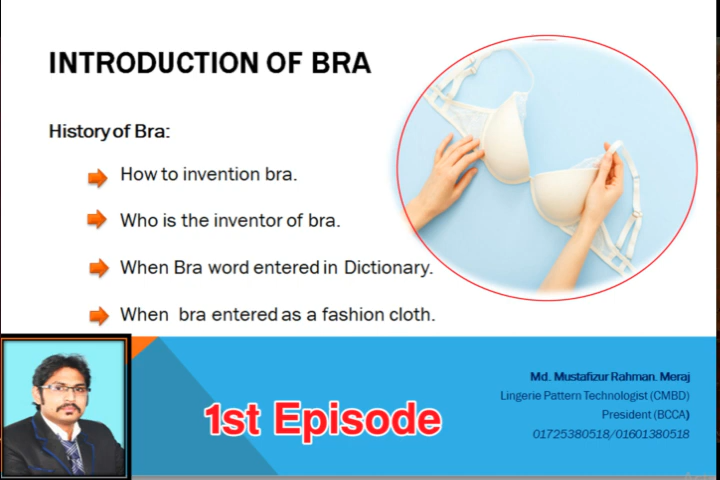 INTRODUCTION OF BRA
History of Bra:
How to invention bra.
Who is the inventor of bra.
When Bra word entered in Dictionary.
When bra entered as a fashion cloth.
1st Episode
Md. Mustafizur Rahman. Meraj
Lingerie Pattern Technologist (CMBD)
President (BCCA)
01725380518/01601380518